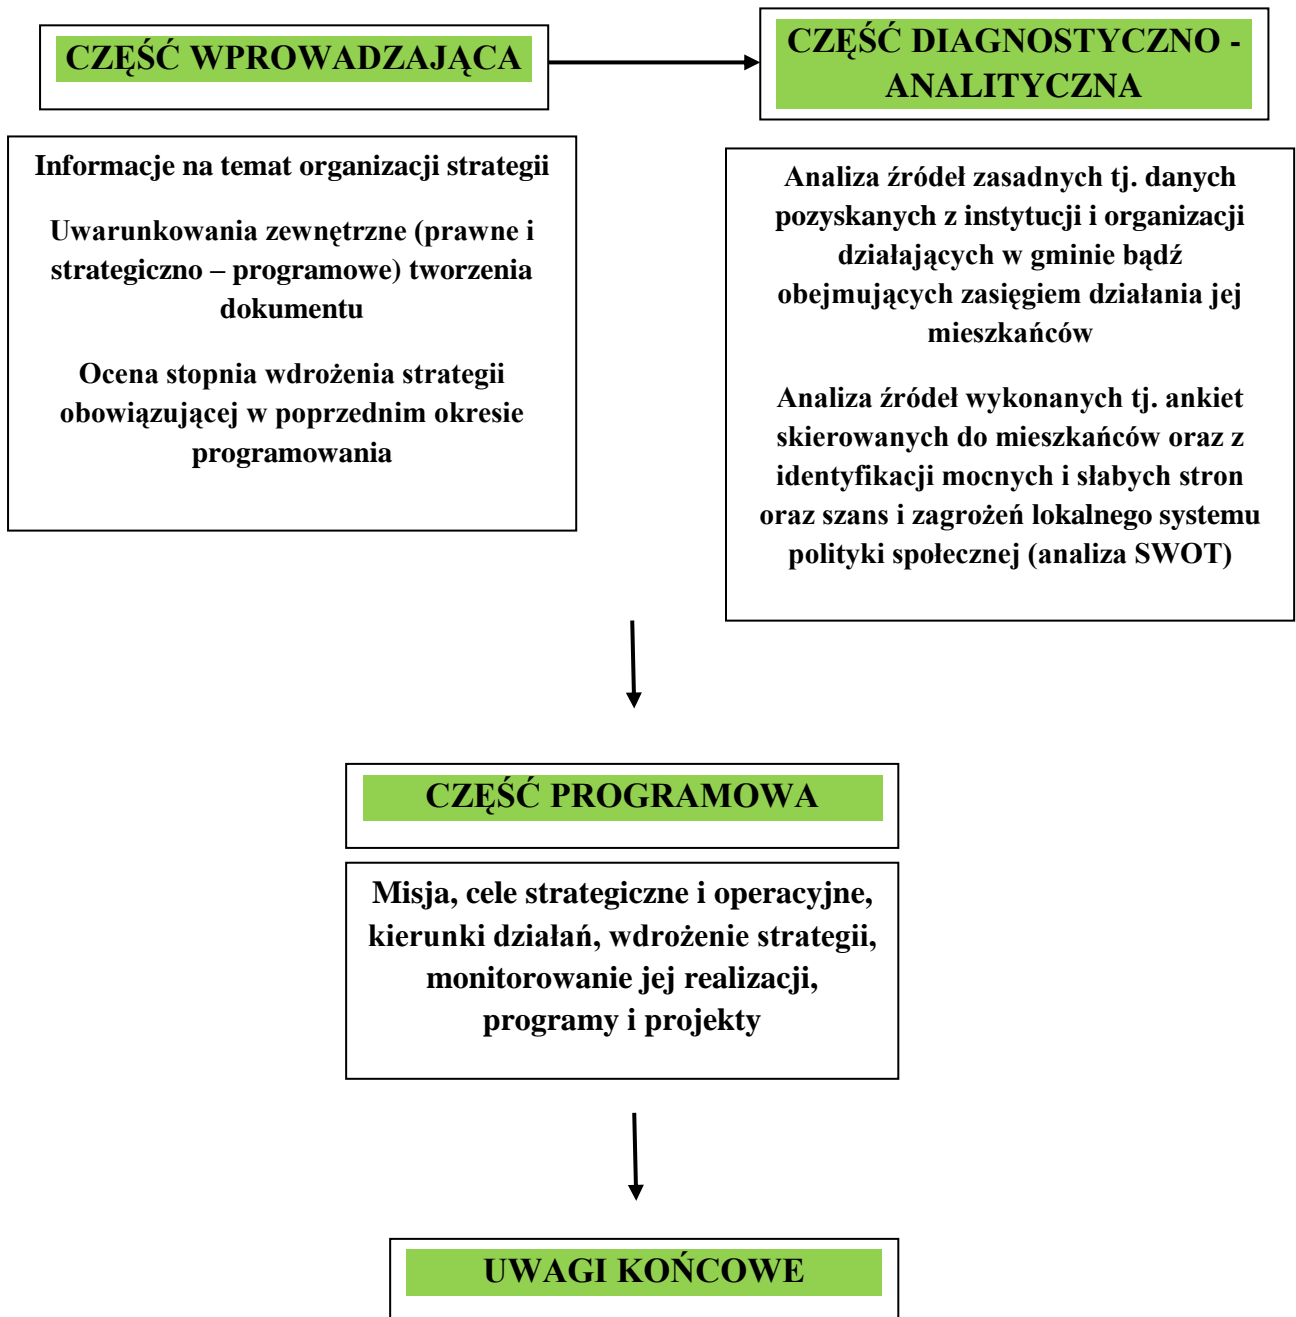 CZĘŚĆ WPROWADZAJĄCA
CZĘŚĆ DIAGNOSTYCZNO -
ANALITYCZNA
Informacje na temat organizacji strategii
Uwarunkowania zewnętrzne (prawne i
strategiczno – programowe) tworzenia
dokumentu
Ocena stopnia wdrożenia strategii
obowiązującej w poprzednim okresie
programowania
Analiza źródeł zasadnych tj. danych
pozyskanych z instytucji i organizacji
działających w gminie bądź
obejmujących zasięgiem działania jej
mieszkańców
Analiza źródeł wykonanych tj. ankiet
skierowanych do mieszkańców oraz z
identyfikacji mocnych i słabych stron
oraz szans i zagrożeń lokalnego systemu
polityki społecznej (analiza SWOT)
CZĘŚĆ PROGRAMOWA
Misja, cele strategiczne i operacyjne,
kierunki działań, wdrożenie strategii,
monitorowanie jej realizacji,
programy i projekty
UWAGI KOŃCOWE